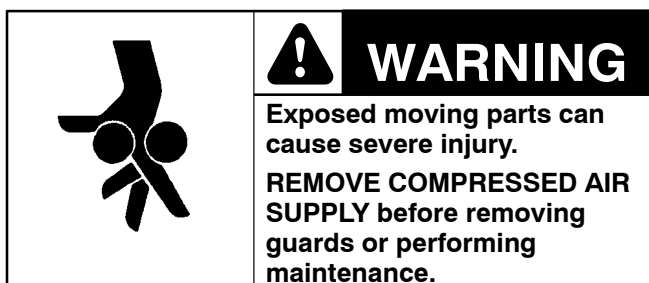 WARNING
Exposed moving parts can
cause severe injury.
REMOVE COMPRESSED AIR
SUPPLY before removing
guards or performing
maintenance.